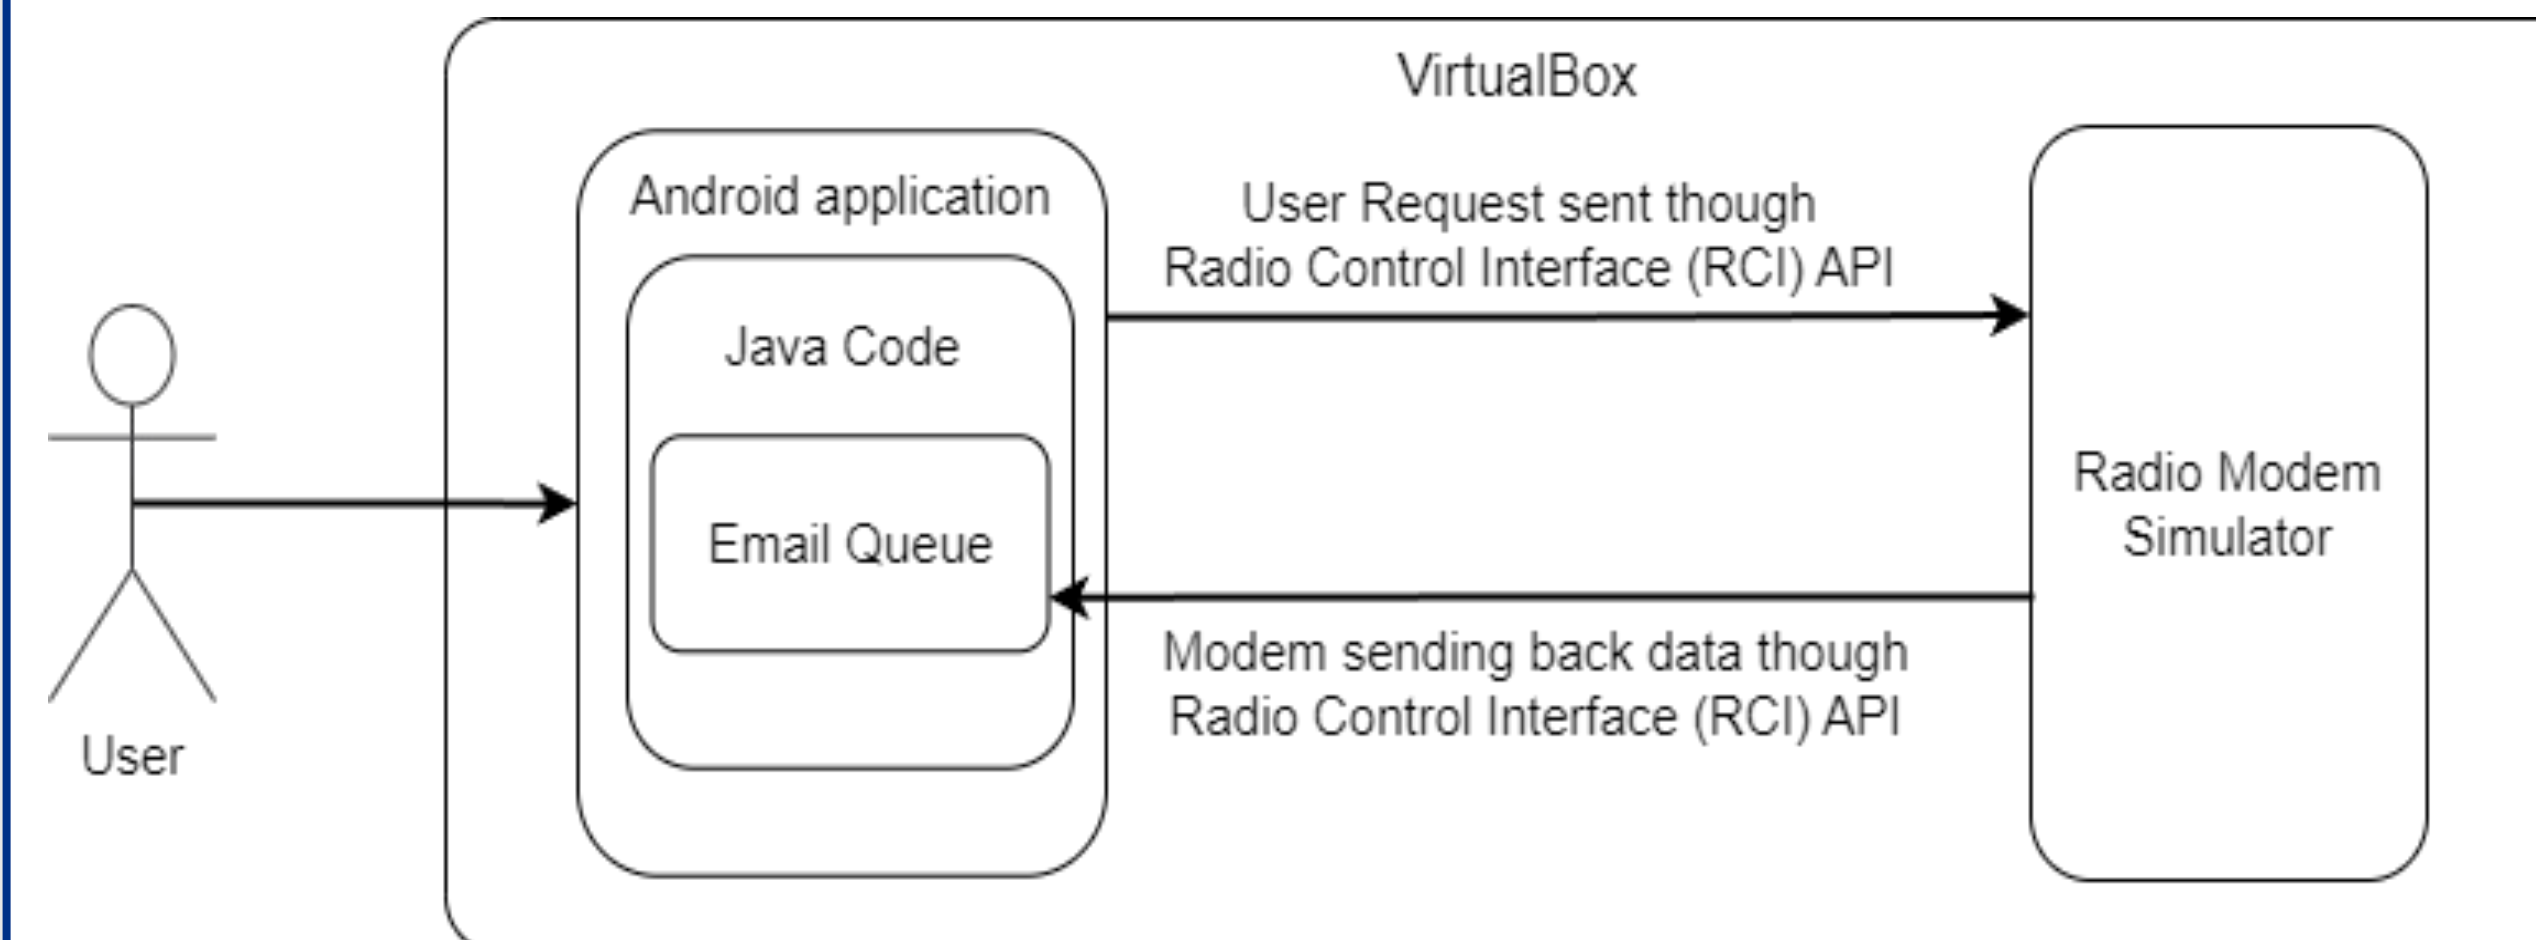 VirtualBox
Android application
User Request sent though
Radio Control Interface (RCI) API
Java Code
Email Queue
Radio Modem
Simulator
Modem sending back data though
Radio Control Interface (RCI) API
User